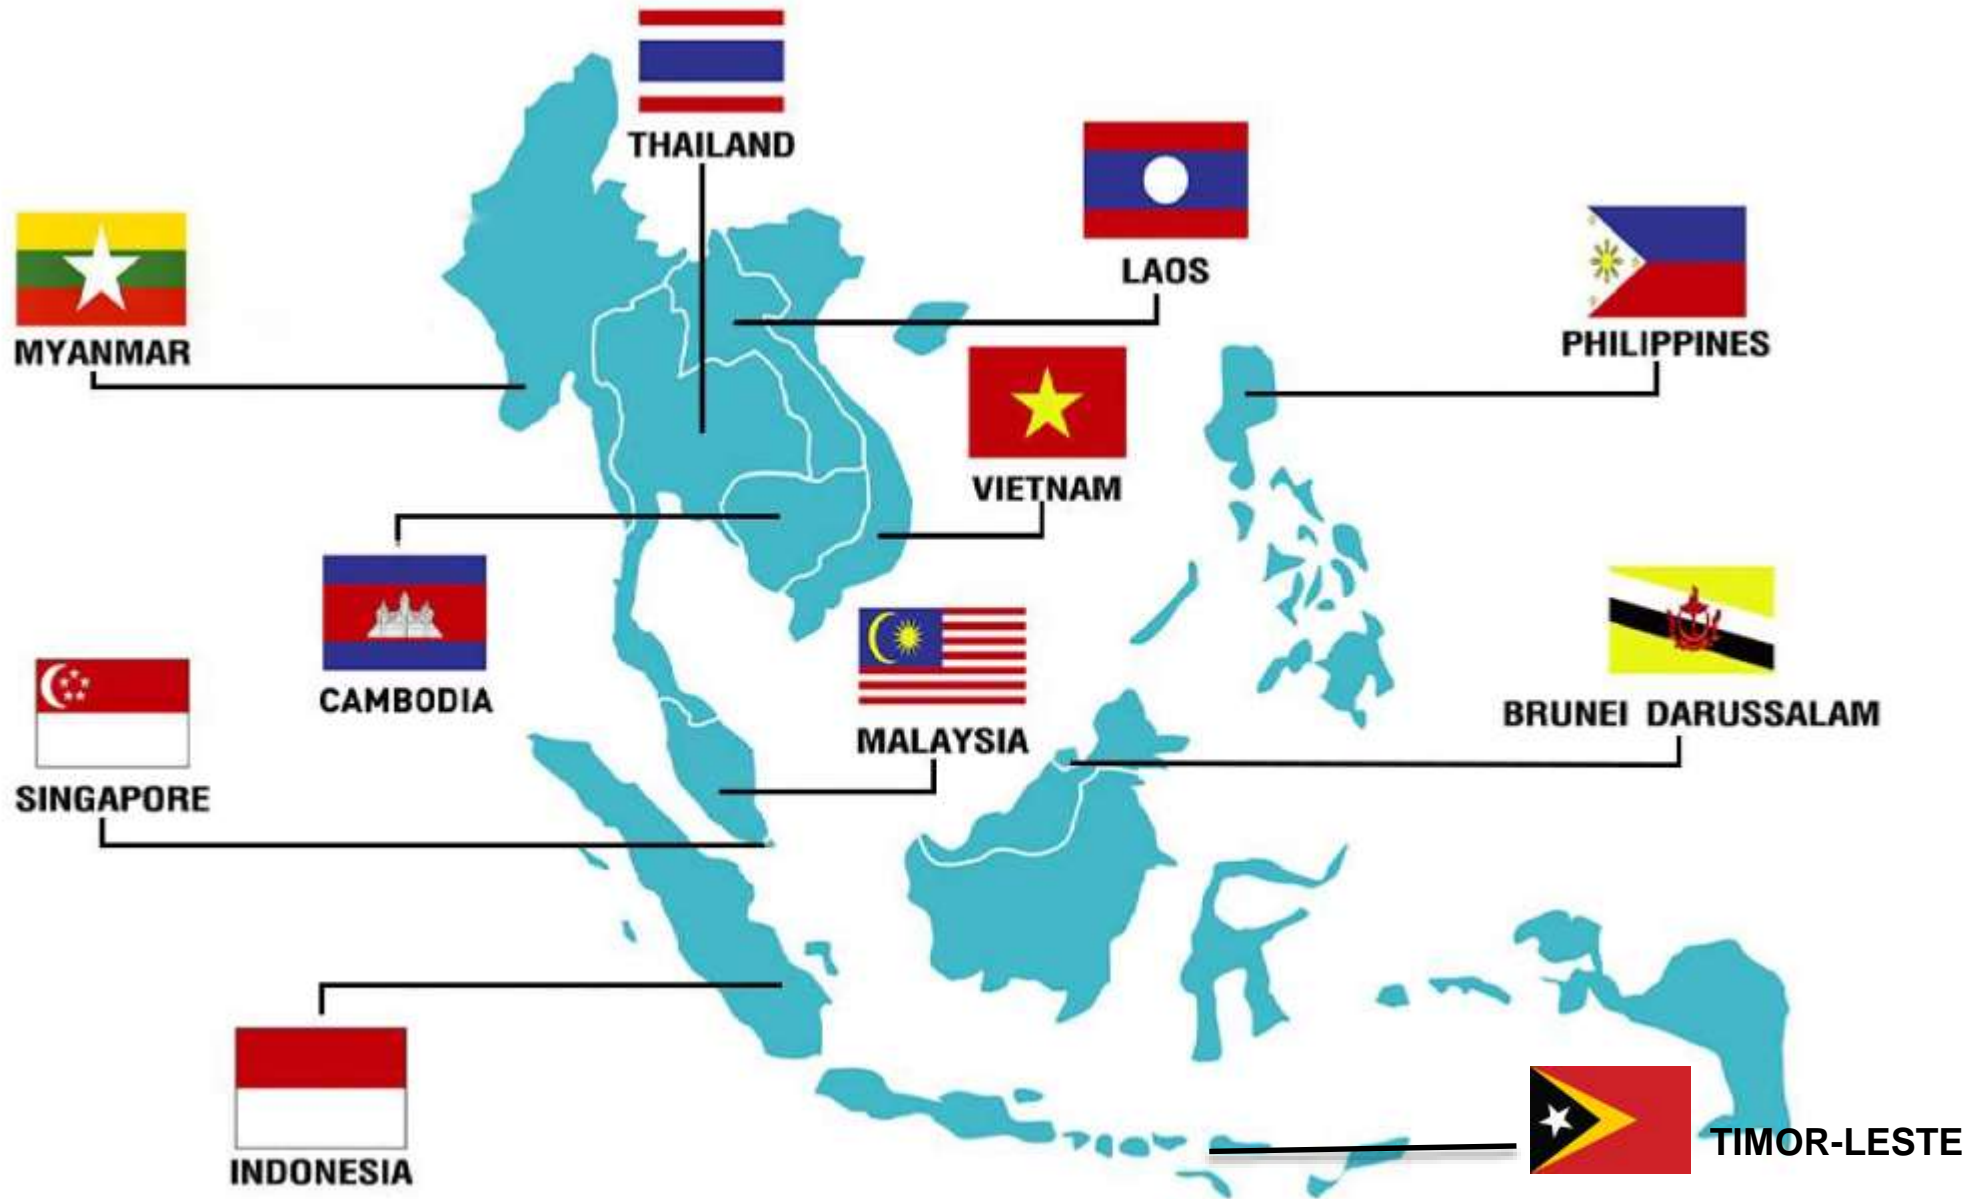 THAILAND
LAOS
MYANMAR
PHILIPPINES
VIETNAM
CAMBODIA
MALAYSIA
BRUNEI DARUSSALAM
SINGAPORE
INDONESIA
TIMOR-LESTE